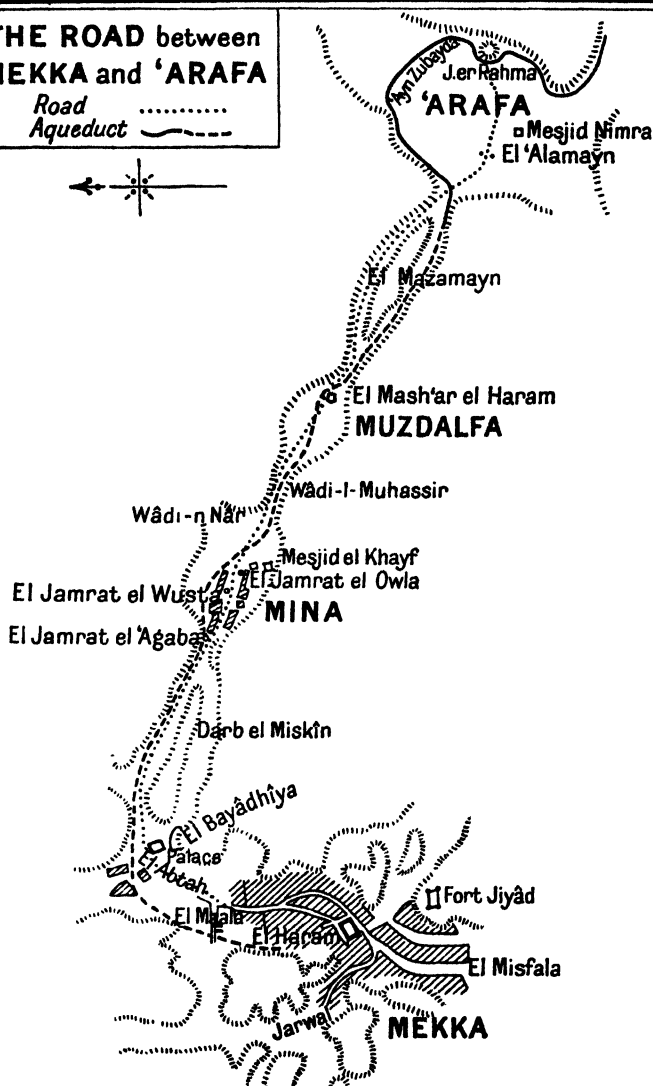 THE ROAD between
MEKKA and ‘ARAFA
Road
Aqueduct
‘Ayn Zubayda
J. er Rahma
‘ARAFA
Mesjid Nimra
El ‘Alamayn
El Mazamayn
El Mash‘ar el Haram
MUZDALFA
Wâdi-l-Muhassir
Wâdi-n Nâr
Mesjid el Khayf
El Jamrat el Owla
El Jamrat el Wusta
MINA
El Jamrat el ‘Agaba
Darb el Miskîn
El Bayâdhîya
Palace
El Abtah
Fort Jiyâd
El Maala
El Haram
El Misfala
Jarwa
MEKKA